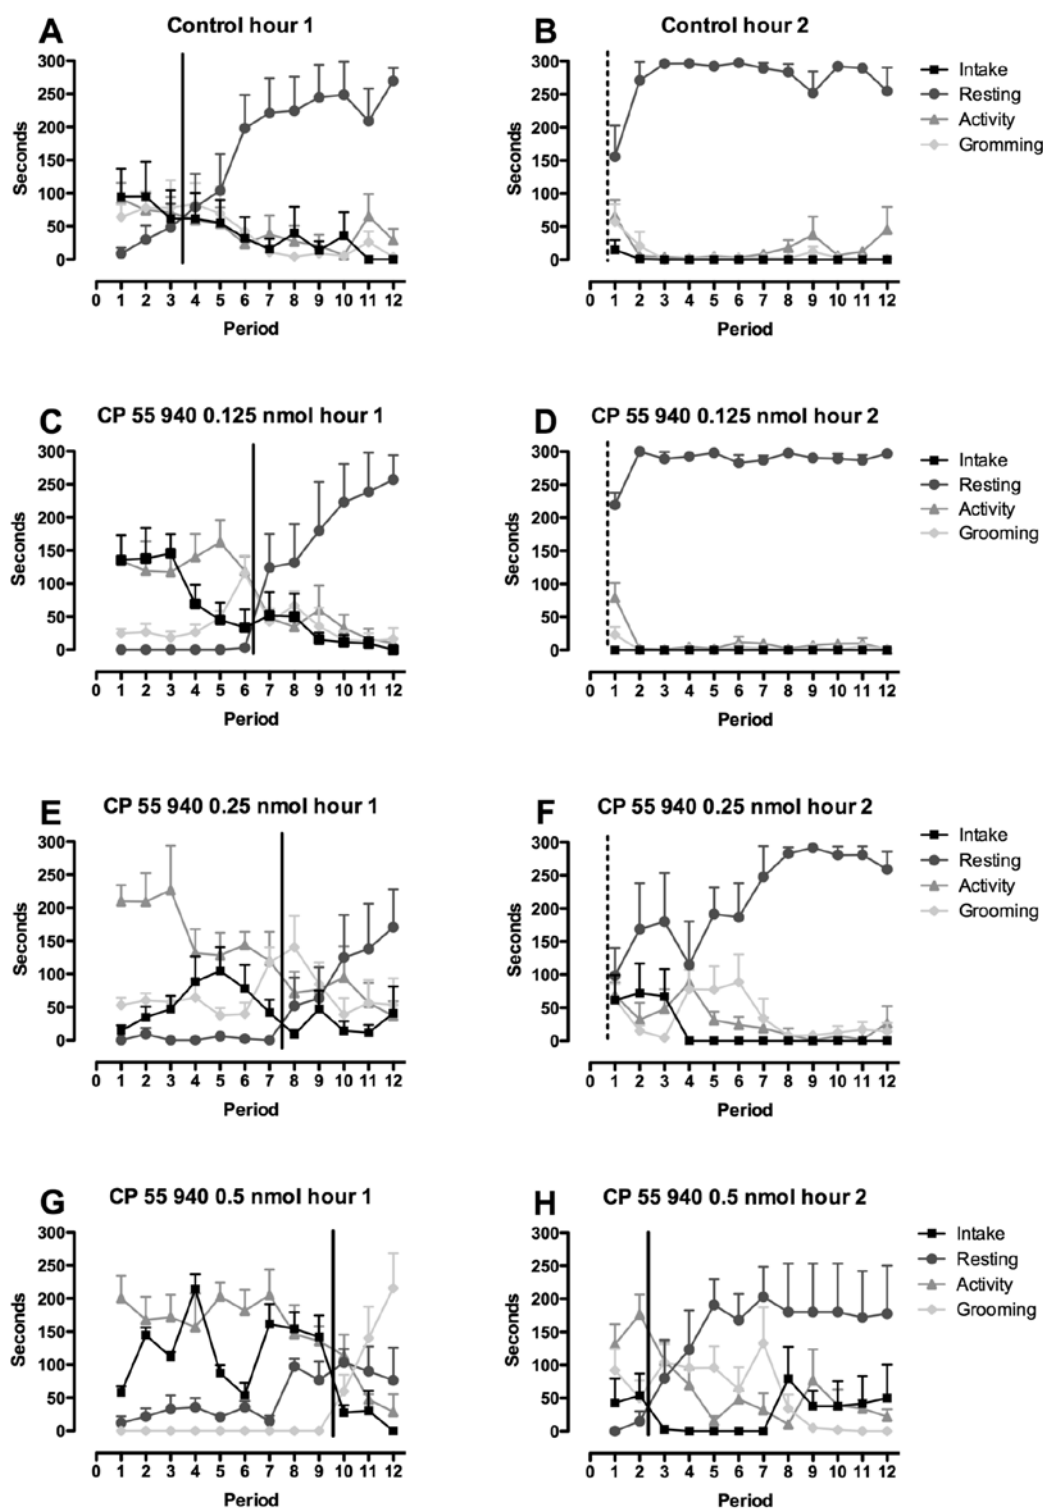 A Control hour 1
B Control hour 2
300
250
200
150
100
50
0
Seconds
0 1 2 3 4 5 6 7 8 9 10 11 12
Period
300
250
200
150
100
50
0
Seconds
0 1 2 3 4 5 6 7 8 9 10 11 12
Period
Intake
Resting
Activity
Gromming
C CP 55 940 0.125 nmol hour 1
D CP 55 940 0.125 nmol hour 2
300
250
200
150
100
50
0
Seconds
0 1 2 3 4 5 6 7 8 9 10 11 12
Period
300
250
200
150
100
50
0
Seconds
0 1 2 3 4 5 6 7 8 9 10 11 12
Period
Intake
Resting
Activity
Grooming
E CP 55 940 0.25 nmol hour 1
F CP 55 940 0.25 nmol hour 2
300
250
200
150
100
50
0
Seconds
0 1 2 3 4 5 6 7 8 9 10 11 12
Period
300
250
200
150
100
50
0
Seconds
0 1 2 3 4 5 6 7 8 9 10 11 12
Period
Intake
Resting
Activity
Grooming
G CP 55 940 0.5 nmol hour 1
H CP 55 940 0.5 nmol hour 2
300
250
200
150
100
50
0
Seconds
0 1 2 3 4 5 6 7 8 9 10 11 12
Period
300
250
200
150
100
50
0
Seconds
0 1 2 3 4 5 6 7 8 9 10 11 12
Period
Intake
Resting
Activity
Grooming